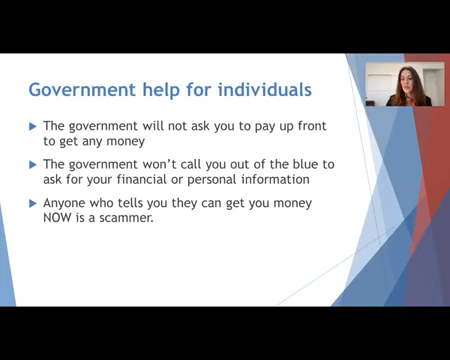 Government help for individuals
The government will not ask you to pay up front
to get any money
The government won't call you out of the blue to
ask for your financial or personal information
Anyone who tells you they can get you money
NOW is a scammer.